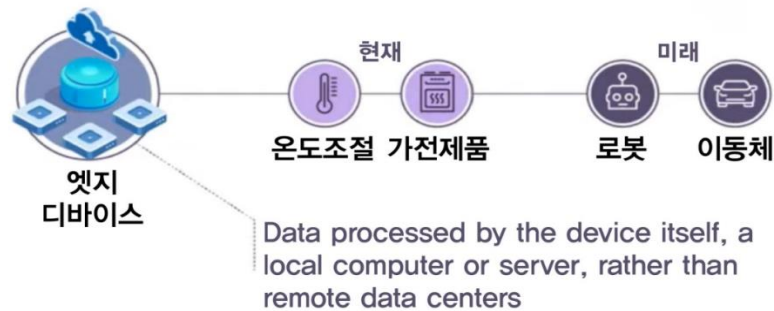 현재
미래
온도조절 가전제품 로봇 이동체
엣지
디바이스
Data processed by the device itself, a
local computer or server, rather than
remote data centers